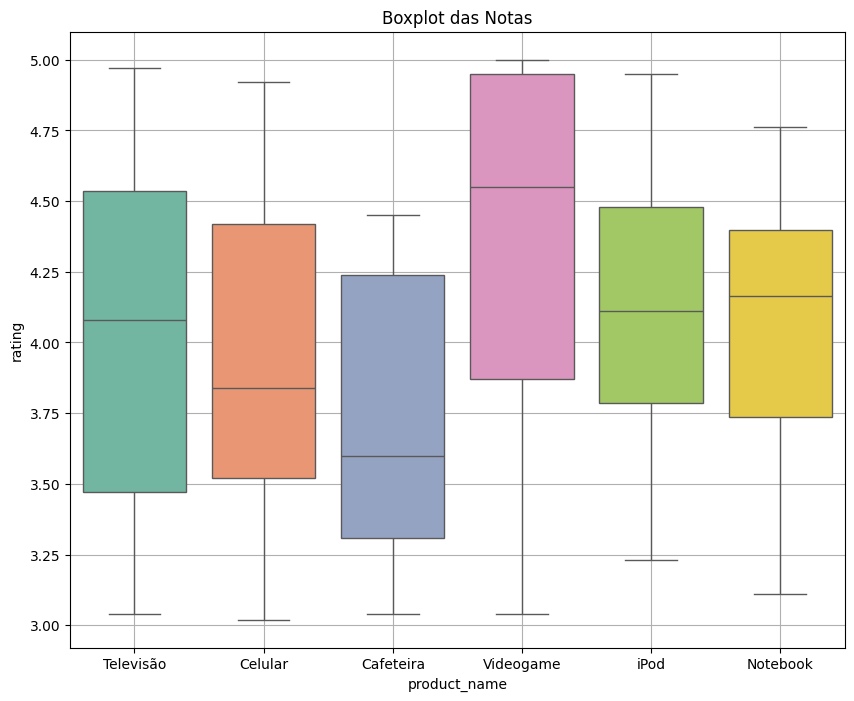 Boxplot das Notas
5.00
4.75
4.50
4.25
4.00
3.75
3.50
3.25
3.00
rating
Televisão Celular Cafeteira Videogame iPod Notebook
product_name